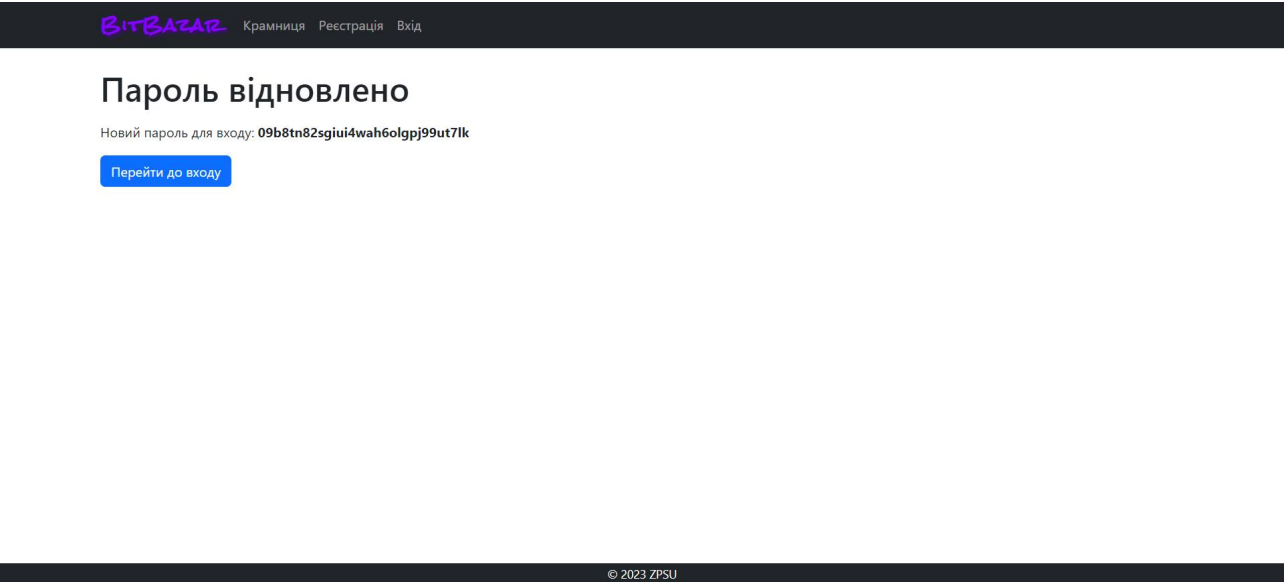 BitBazar Крамниця Реєстрація Вхід
Пароль відновлено
Новий пароль для входу: 09b8tn82sgiui4wah6olgpj99ut7lk
Перейти до входу
© 2023 ZPSU